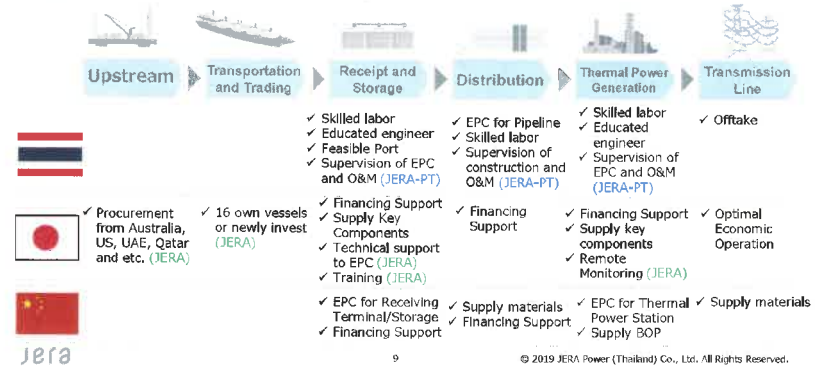 Upstream
Transportation
and Trading
Receipt and
Storage
Distribution
Thermal Power
Generation
Transmission
Line
✓ Skilled labor
✓ Educated engineer
✓ Feasible Port
✓ Supervision of EPC
and O&M (JERA-PT)
✓ EPC for Pipeline
✓ Skilled labor
✓ Supervision of
construction and
O&M (JERA-PT)
✓ Skilled labor
✓ Educated
engineer
✓ Supervision of
EPC and O&M
(JERA-PT)
✓ Offtake
✓ Procurement
from Australia,
US, UAE, Qatar
and etc. (JERA)
✓ 16 own vessels
or newly invest
(JERA)
✓ Financing Support
✓ Supply Key
Components
✓ Technical support
to EPC (JERA)
✓ Training (JERA)
✓ Financing
Support
✓ Financing Support
✓ Supply key
components
✓ Remote
Monitoring (JERA)
✓ Optimal
Economic
Operation
✓ EPC for Receiving
Terminal/Storage
✓ Financing Support
✓ Supply materials
✓ Financing Support
✓ EPC for Thermal
Power Station
✓ Supply BOP
✓ Supply materials
Jera
9
© 2019 JERA Power (Thailand) Co., Ltd. All Rights Reserved.